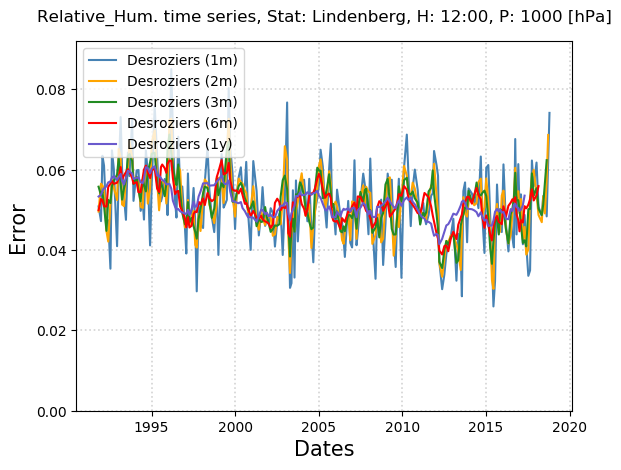 Relative_Hum. time series, Stat: Lindenberg, H: 12:00, P: 1000 [hPa]
Desroziers (1m)
Desroziers (2m)
Desroziers (3m)
Desroziers (6m)
Desroziers (1y)
0.08
0.06
0.04
0.02
0.00
Error
1995
2000
2005
2010
2015
2020
Dates